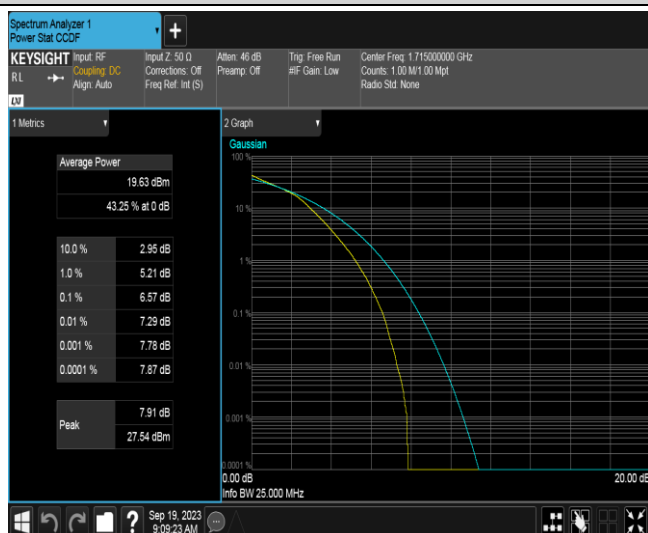 Spectrum Analyzer 1
Power Stat CCDF
KEYSIGHT
RL
LXI
Input: RF
Coupling: DC
Align: Auto
Input Z: 50 Ω
Corrections: Off
Freq Ref: Int (S)
Atten: 46 dB
Preamp: Off
Trig: Free Run
#IF Gain: Low
Center Freq: 1.715000000 GHz
Counts: 1.00 M/1.00 Mpt
Radio Std: None
1 Metrics
Average Power
19.63 dBm
43.25 % at 0 dB
10.0 % 2.95 dB
1.0 % 5.21 dB
0.1 % 6.57 dB
0.01 % 7.29 dB
0.001 % 7.78 dB
0.0001 % 7.87 dB
Peak
7.91 dB
27.54 dBm
2 Graph
Gaussian
100 %
10 %
1 %
0.1 %
0.01 %
0.001 %
0.0001 %
0.00 dB
20.00 dB
Info BW 25.000 MHz
Sep 19, 2023
9:09:23 AM